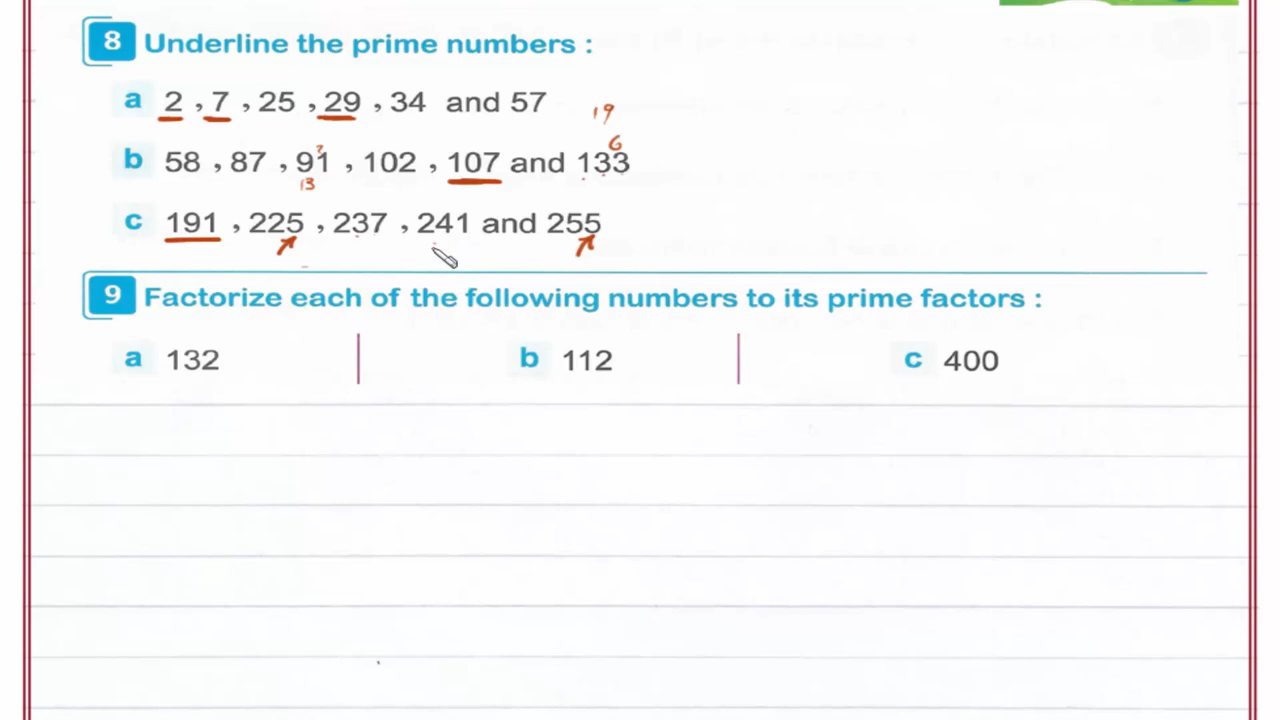 8 Underline the prime numbers :
a 2 , 7 , 25 , 29 , 34 and 57
19
6
7
b 58 , 87 , 91 , 102 , 107 and 133
13
c 191 , 225 , 237 , 241 and 255
9 Factorize each of the following numbers to its prime factors :
a 132 b 112 c 400